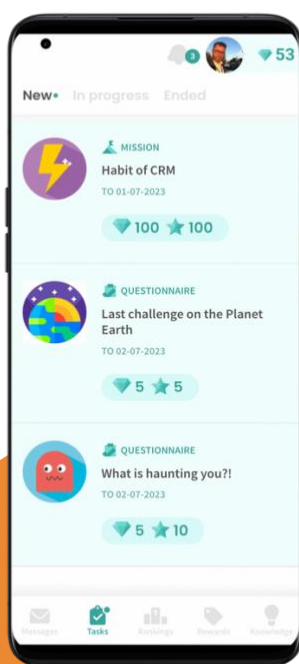 3
53
New
In progress
Ended
MISSION
Habit of CRM
TO 01-07-2023
100 100
QUESTIONNAIRE
Last challenge on the Planet
Earth
TO 02-07-2023
5 5
QUESTIONNAIRE
What is haunting you?!
TO 02-07-2023
5 10
Messages
Tasks
Rankings
Rewards
Knowledge